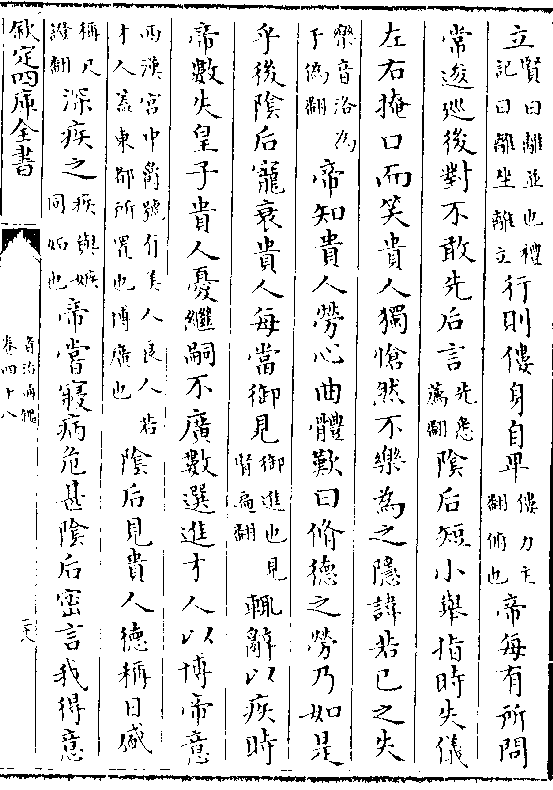 立賢曰離並也禮記曰離坐離立行則僂身自卑僂力主翻俯也帝每有所問
常逡巡後對不敢先后言先悉薦翻陰后短小舉指時失儀
左右掩口而笑貴人獨愴然不樂為之隱諱若已之失
樂音洛為于偽翻帝知貴人勞心曲體歎曰脩德之勞乃如是
乎後陰后寵衰貴人每當御見御進也見賢遍翻輒辭以疾時
帝數失皇子貴人憂繼嗣不廣數選進才人以博帝意
西漢宮中爵號有美人良人若才人葢東都所置也博廣也陰后見貴人德稱日盛
稱尺證翻深疾之疾與嫉同妬也帝嘗寢病危甚陰后密言我得意
欽定四庫全書
資治通鑑
卷四十八